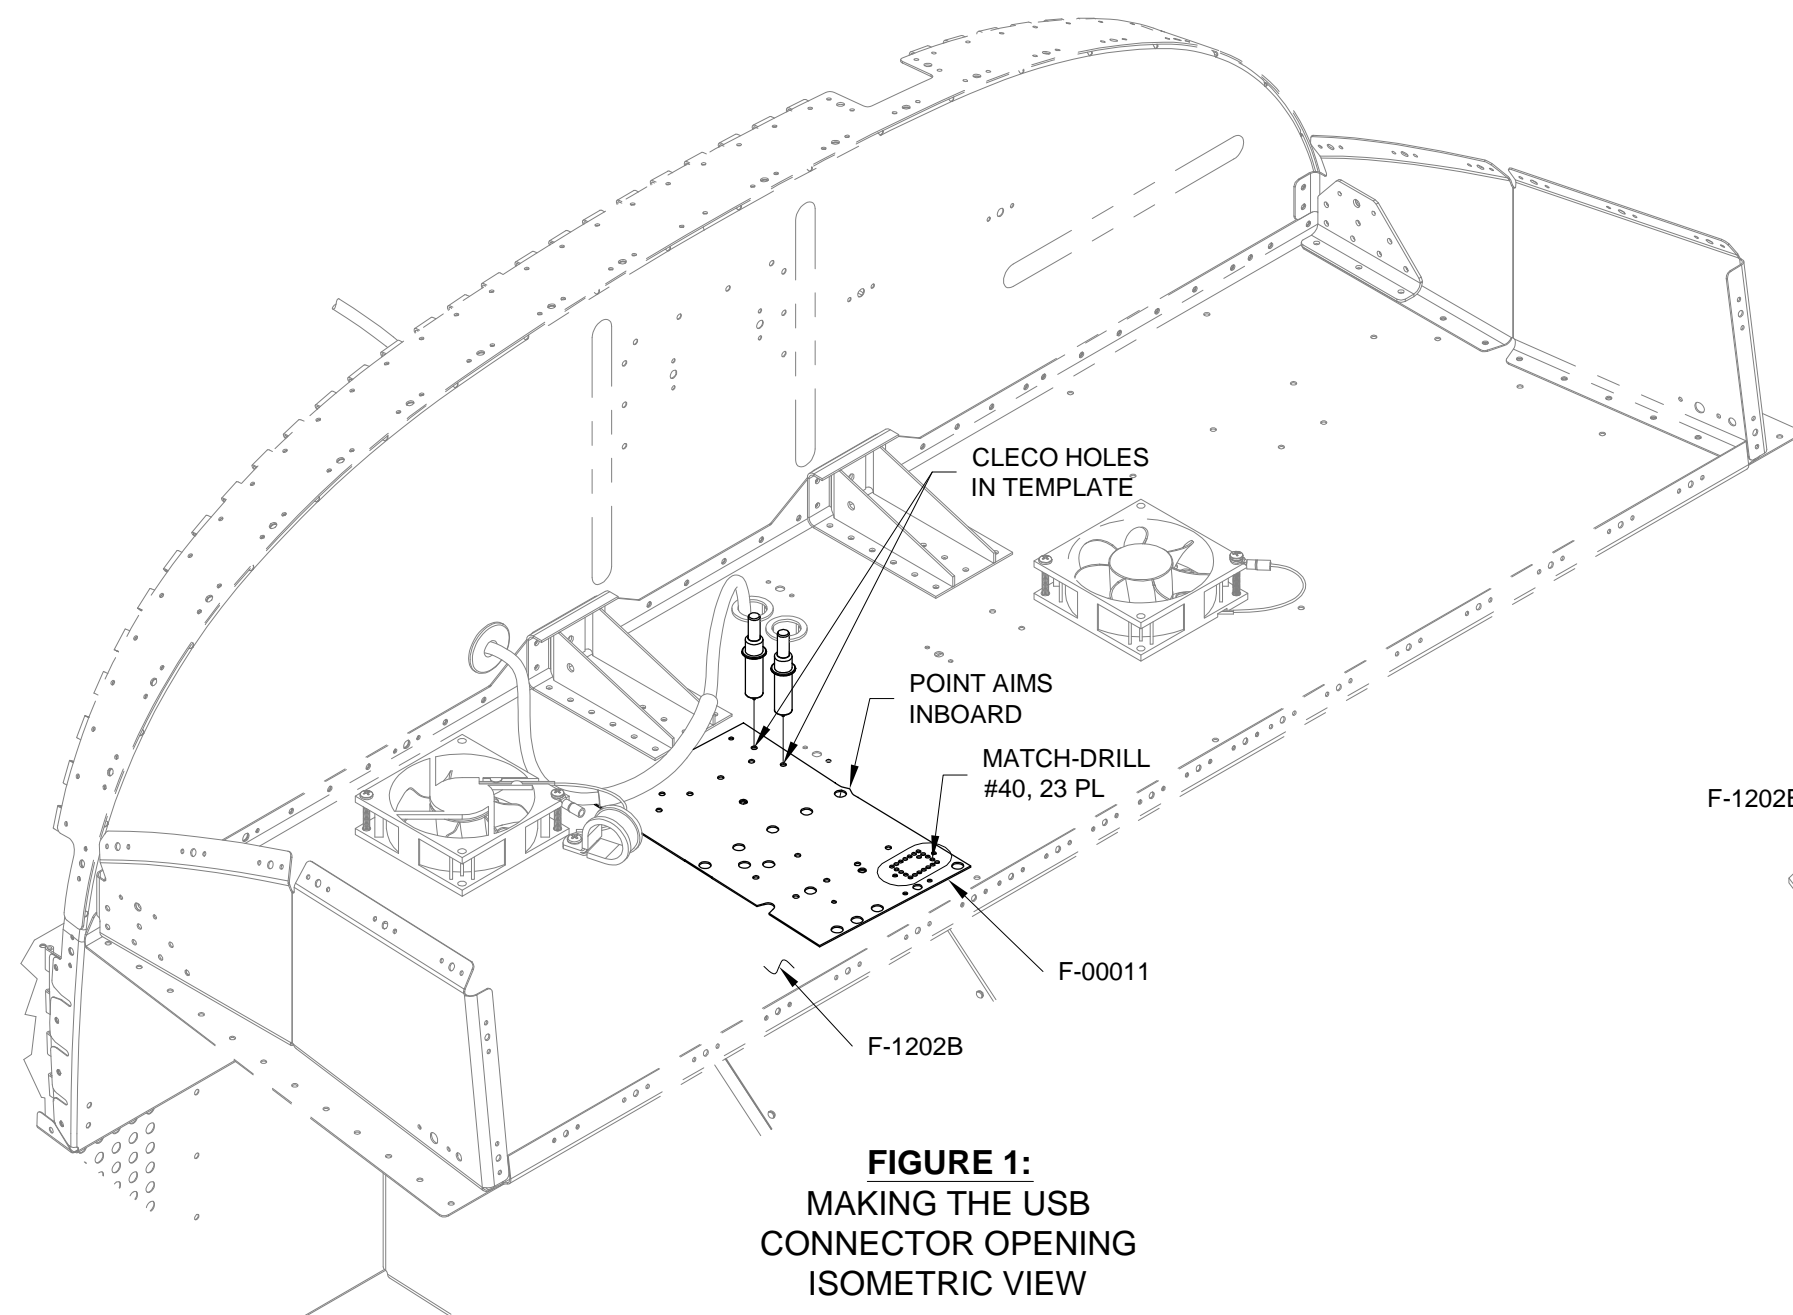 CLECO HOLES
IN TEMPLATE
POINT AIMS
INBOARD
MATCH-DRILL
#40, 23 PL
F-1202B
F-00011
F-1202B
FIGURE 1:
MAKING THE USB
CONNECTOR OPENING
ISOMETRIC VIEW